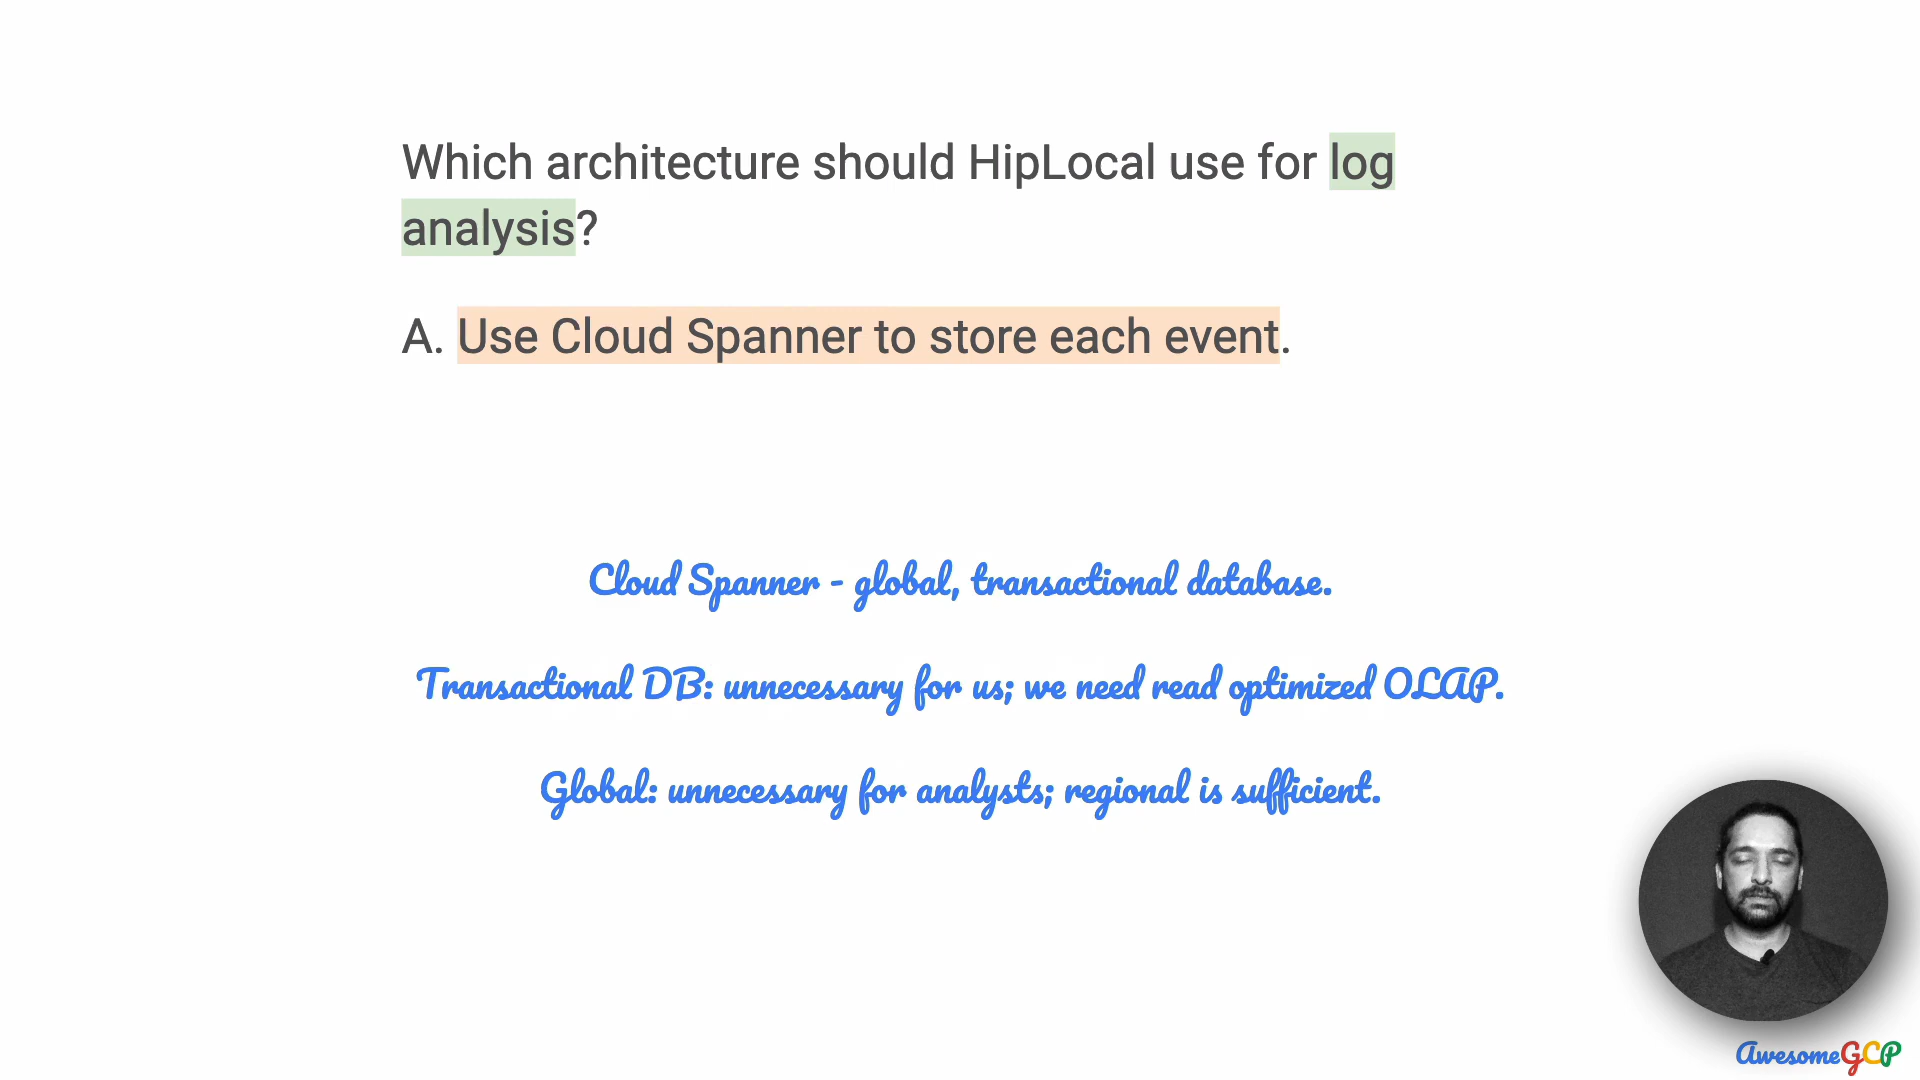 Which architecture should HipLocal use for log
analysis?
A. Use Cloud Spanner to store each event.
Cloud Spanner - global, transactional database.
Transactional DB: unnecessary for us; we need read optimized OLAP.
Global: unnecessary for analysts; regional is sufficient.
AwesomeGCP